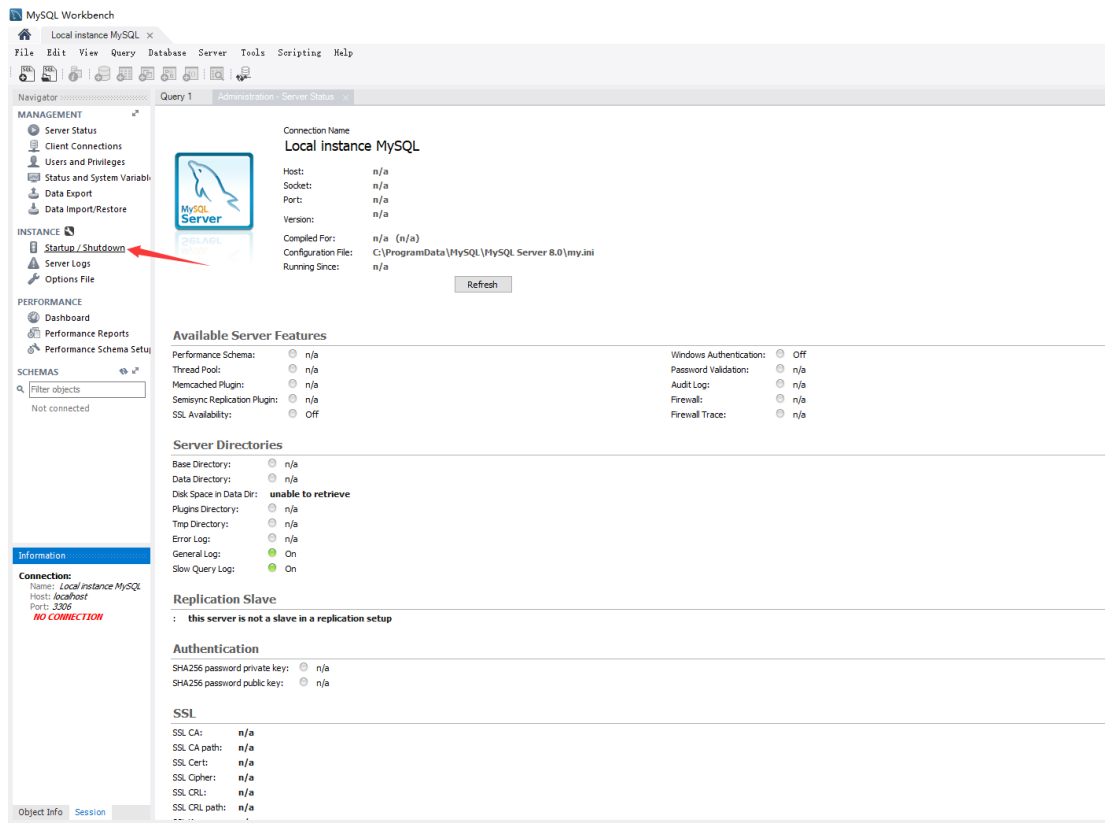 MySQL Workbench
Local instance MySQL ×
File Edit View Query Database Server Tools Scripting Help
Navigator
Query 1
Administration - Server Status ×
MANAGEMENT
Server Status
Client Connections
Users and Privileges
Status and System Variable
Data Export
Data Import/Restore
INSTANCE
Startup / Shutdown
Server Logs
Options File
PERFORMANCE
Dashboard
Performance Reports
Performance Schema Setup
SCHEMAS
Filter objects
Not connected
Information
Connection:
Name: Local instance MySQL
Host: localhost
Port: 3306
NO CONNECTION
Object Info Session
MySQL
Server
Connection Name
Local instance MySQL
Host: n/a
Socket: n/a
Port: n/a
Version: n/a
Compiled For: n/a (n/a)
Configuration File: C:\ProgramData\MySQL\MySQL Server 8.0\my.ini
Running Since: n/a
Refresh
Available Server Features
Performance Schema: n/a
Thread Pool: n/a
Memcached Plugin: n/a
Semisync Replication Plugin: n/a
SSL Availability: Off
Windows Authentication: Off
Password Validation: n/a
Audit Log: n/a
Firewall: n/a
Firewall Trace: n/a
Server Directories
Base Directory: n/a
Data Directory: n/a
Disk Space in Data Dir: unable to retrieve
Plugins Directory: n/a
Tmp Directory: n/a
Error Log: n/a
General Log: On
Slow Query Log: On
Replication Slave
: this server is not a slave in a replication setup
Authentication
SHA256 password private key: n/a
SHA256 password public key: n/a
SSL
SSL CA: n/a
SSL CA path: n/a
SSL Cert: n/a
SSL Cipher: n/a
SSL CRL: n/a
SSL CRL path: n/a